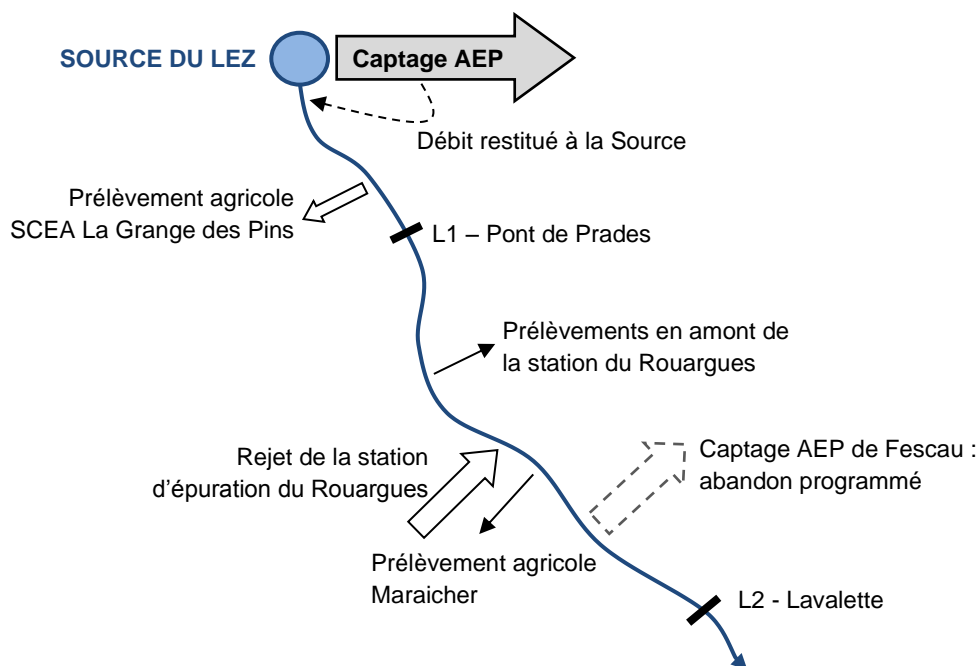 SOURCE DU LEZ
Captage AEP
Débit restitué à la Source
Prélèvement agricole
SCEA La Grange des Pins
L1 – Pont de Prades
Prélèvements en amont de
la station du Rouargues
Rejet de la station
d'épuration du Rouargues
Captage AEP de Fescau :
abandon programmé
Prélèvement agricole
Maraicher
L2 - Lavalette